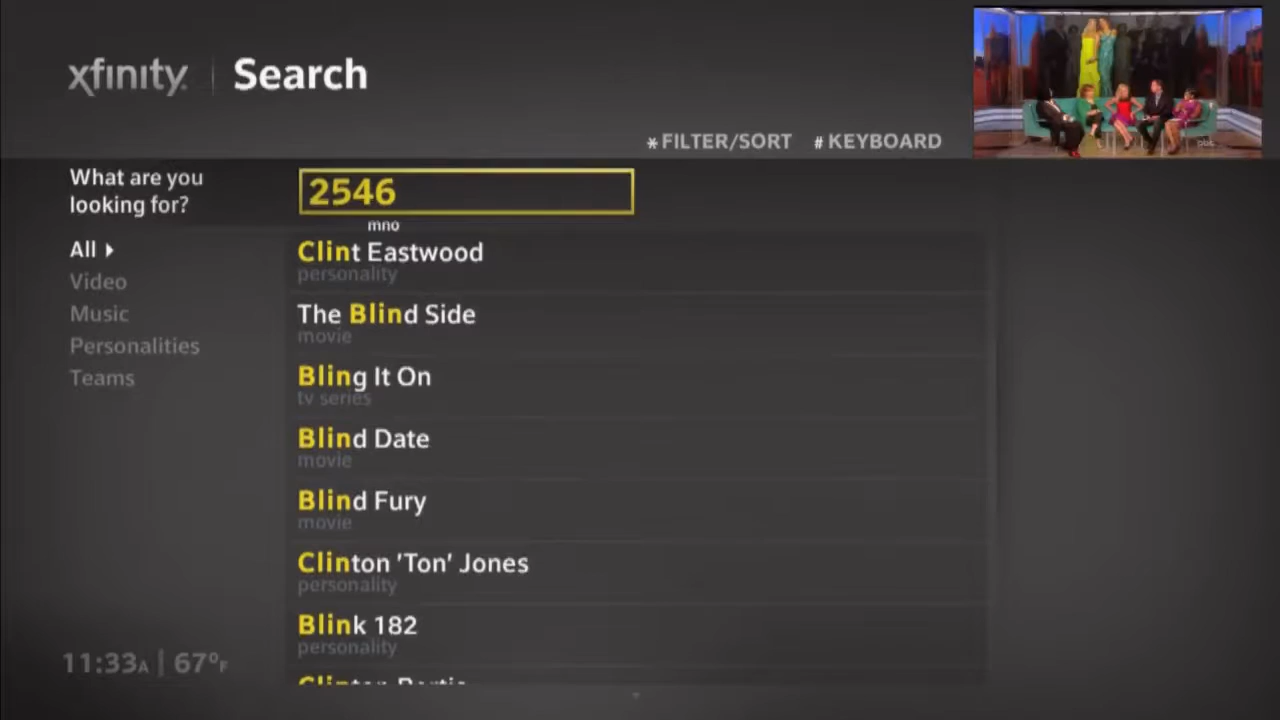 xfinity. | Search
*FILTER/SORT #KEYBOARD
What are you
looking for?
2546
mno
All
Video
Music
Personalities
Teams
Clint Eastwood
personality
The Blind Side
movie
Bling It On
tv series
Blind Date
movie
Blind Fury
movie
Clinton 'Ton' Jones
personality
Blink 182
personality
11:33A | 67°F
abc